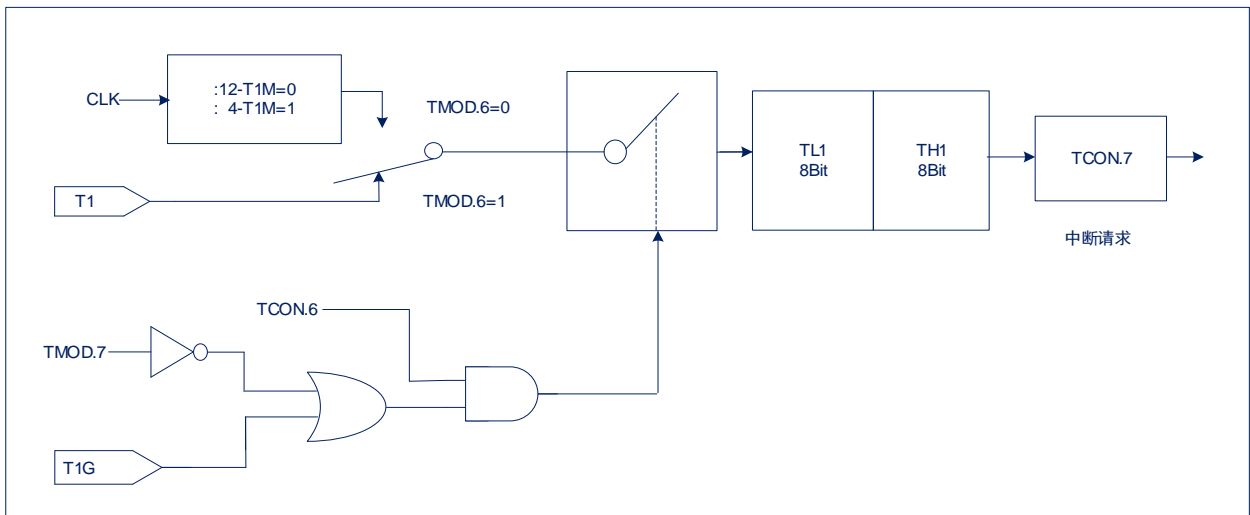 :12-T1M=0
: 4-T1M=1
CLK
TMOD.6=0
T1
TMOD.6=1
TL1
8Bit
TH1
8Bit
TCON.7
中断请求
TCON.6
TMOD.7
T1G